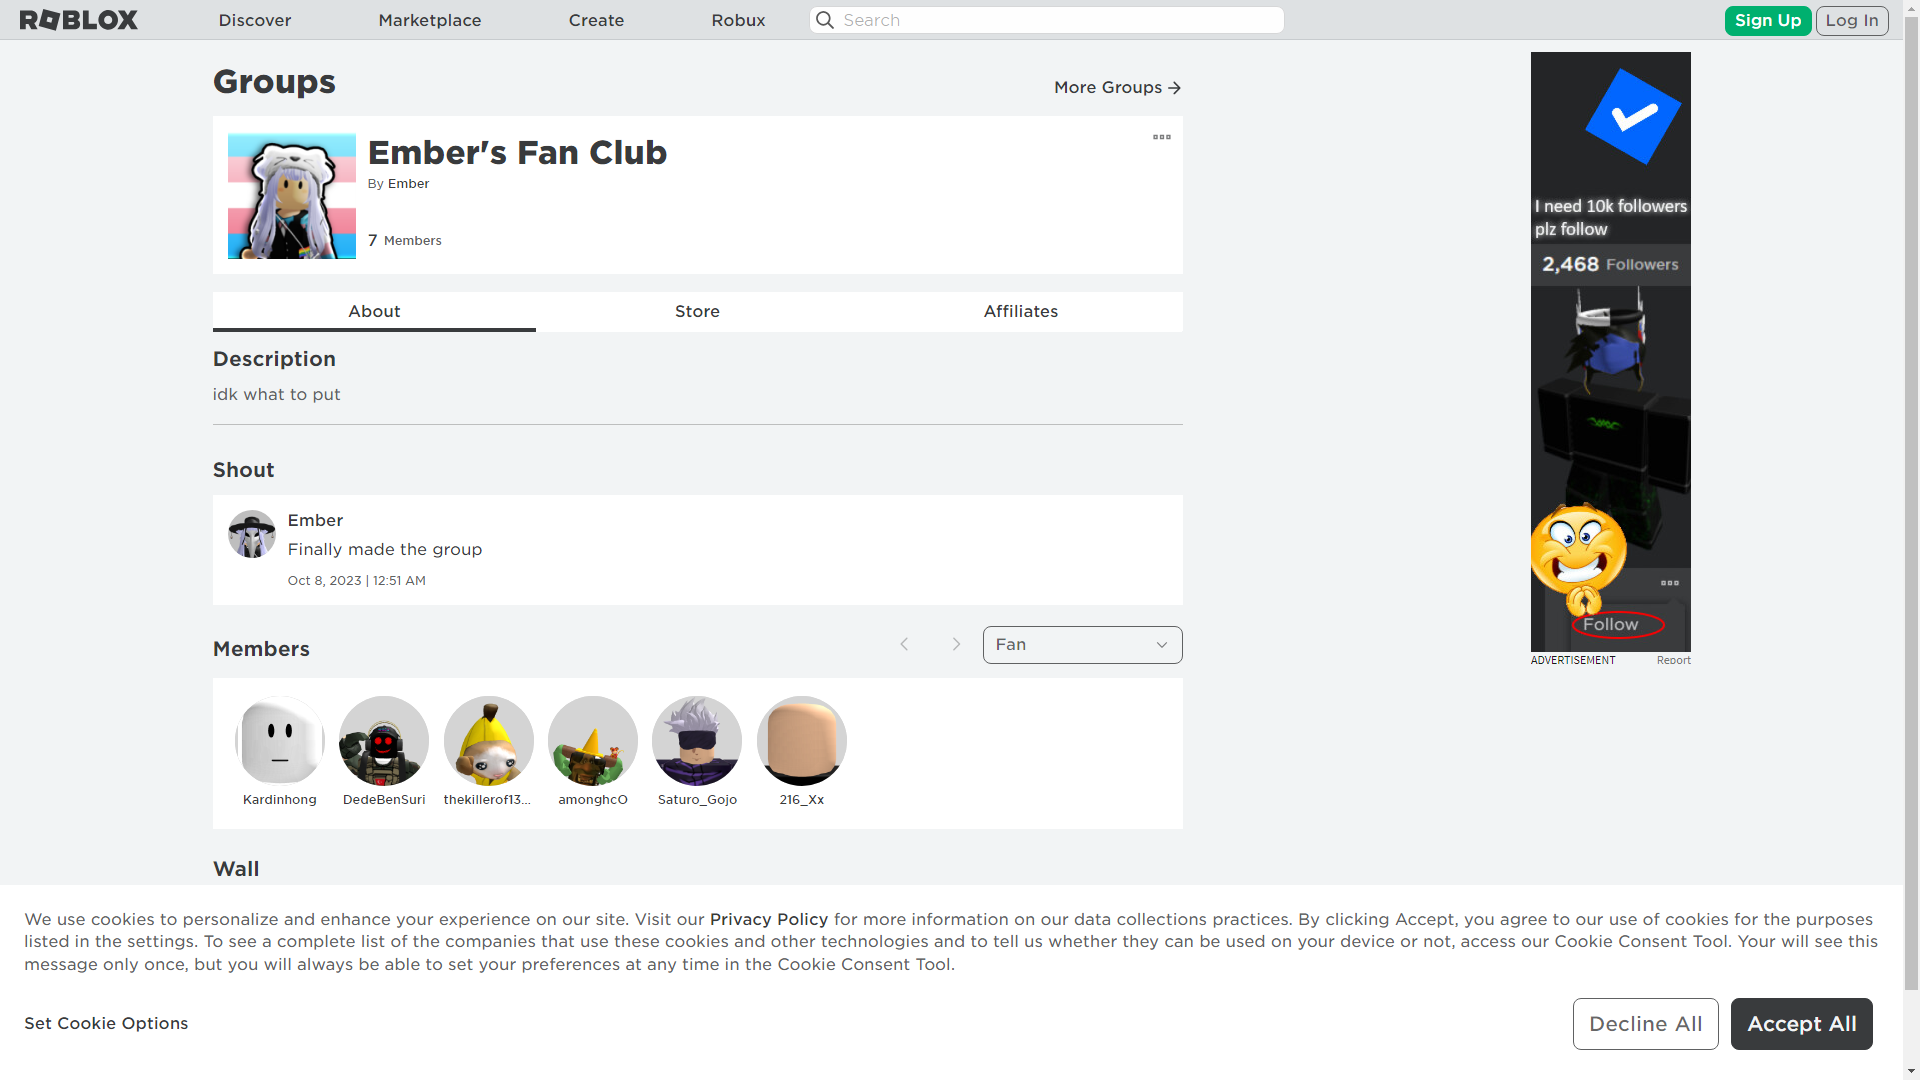 ROBLOX
Discover
Marketplace
Create
Robux
Search
Sign Up
Log In
Groups
More Groups
Ember's Fan Club
By Ember
7 Members
About
Store
Affiliates
Description
idk what to put
Shout
Ember
Finally made the group
Oct 8, 2023 | 12:51 AM
Members
Fan
Kardinhong
DedeBenSuri
thekillerof13...
amonghcO
Saturo_Gojo
216_Xx
Wall
I need 10k followers
plz follow
2,468 Followers
Follow
ADVERTISEMENT
Report
We use cookies to personalize and enhance your experience on our site. Visit our Privacy Policy for more information on our data collections practices. By clicking Accept, you agree to our use of cookies for the purposes
listed in the settings. To see a complete list of the companies that use these cookies and other technologies and to tell us whether they can be used on your device or not, access our Cookie Consent Tool. Your will see this
message only once, but you will always be able to set your preferences at any time in the Cookie Consent Tool.
Set Cookie Options
Decline All
Accept All